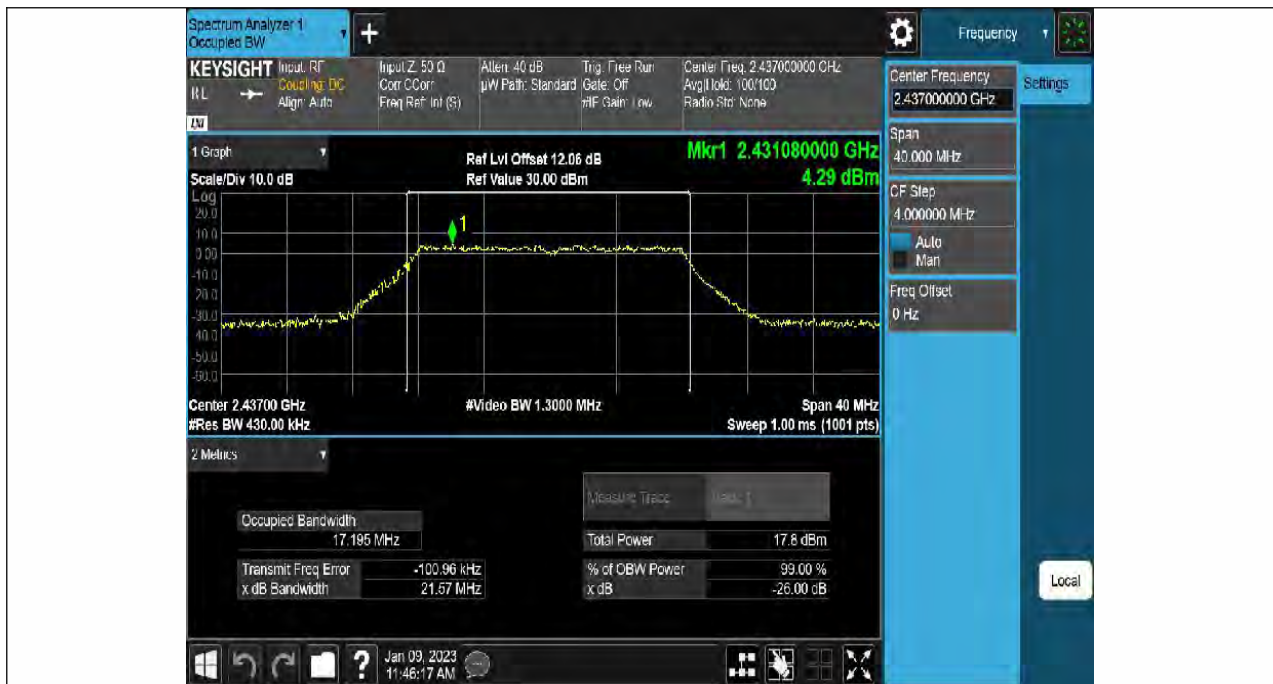 Spectrum Analyzer 1
Occupied BW
+
Frequency
KEYSIGHT
RL
LXI
Input: RF
Coupling: DC
Align: Auto
Input Z: 50 Ω
Corr CCorr
Freq Ref: Int (S)
Atten: 40 dB
µW Path: Standard
Trig: Free Run
Gate: Off
#IF Gain: Low
Center Freq: 2.437000000 GHz
Avg|Hold: 100/100
Radio Std: None
Center Frequency
2.437000000 GHz
Settings
Span
40.000 MHz
CF Step
4.000000 MHz
Auto
Man
Freq Offset
0 Hz
1 Graph
Scale/Div 10.0 dB
Ref Lvl Offset 12.06 dB
Ref Value 30.00 dBm
Mkr1 2.431080000 GHz
4.29 dBm
Log
20.0
10.0
0.00
-10.0
-20.0
-30.0
-40.0
-50.0
-60.0
1
Center 2.43700 GHz
#Res BW 430.00 kHz
#Video BW 1.3000 MHz
Span 40 MHz
Sweep 1.00 ms (1001 pts)
2 Metrics
Measure Trace Trace 1
Occupied Bandwidth
17.195 MHz
Total Power 17.8 dBm
Transmit Freq Error -100.96 kHz
% of OBW Power 99.00 %
x dB Bandwidth 21.57 MHz
x dB -26.00 dB
Local
?
Jan 09, 2023
11:46:17 AM